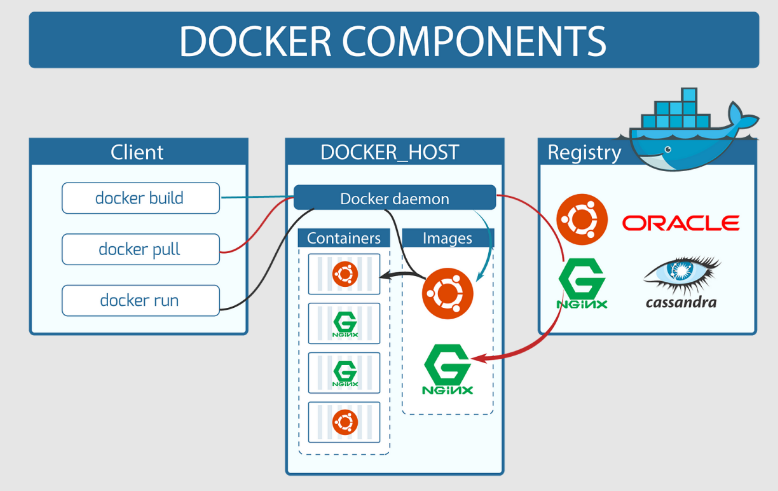 DOCKER COMPONENTS
Client
docker build
docker pull
docker run
DOCKER_HOST
Docker daemon
Containers
NGiNX
NGiNX
Images
NGiNX
Registry
ORACLE
NGiNX
cassandra